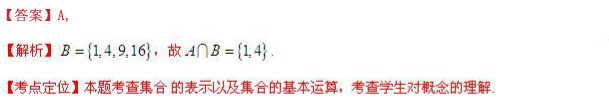 【答案】A,
【解析】B={1,4,9,16}，故 A∩B={1,4}.
【考点定位】本题考查集合 的表示以及集合的基本运算，考查学生对概念的理解.